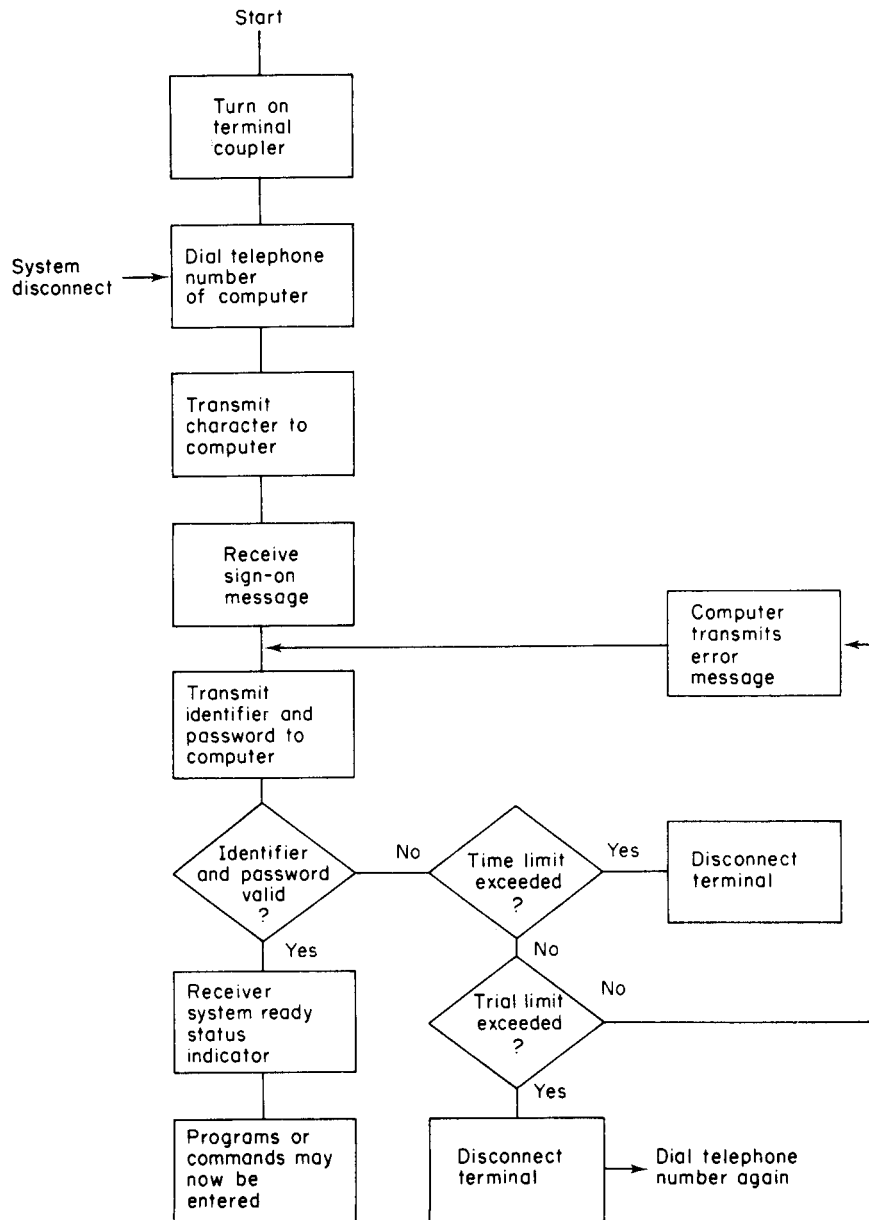 Start
Turn on
terminal
coupler
System
disconnect
Dial telephone
number
of computer
Transmit
character to
computer
Receive
sign-on
message
Computer
transmits
error
message
Transmit
identifier and
password to
computer
Identifier
and password
valid
?
No
Time limit
exceeded
?
Yes
Disconnect
terminal
Yes
No
Receiver
system ready
status
indicator
Trial limit
exceeded
?
No
Yes
Programs or
commands may
now be
entered
Disconnect
terminal
Dial telephone
number again